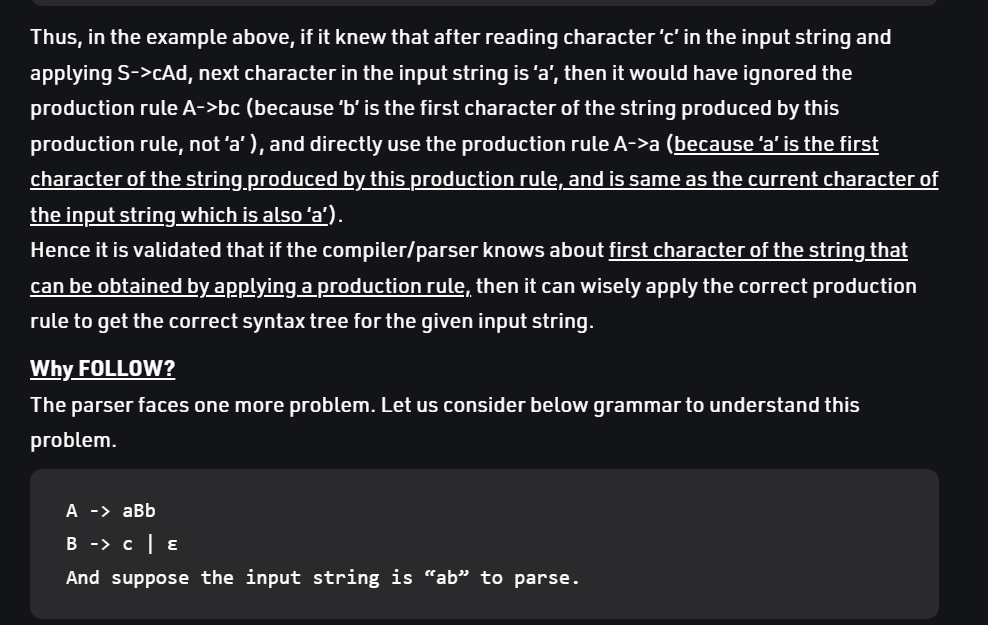 Thus, in the example above, if it knew that after reading character ‘c’ in the input string and
applying S->cAd, next character in the input string is ‘a’, then it would have ignored the
production rule A->bc (because ‘b’ is the first character of the string produced by this
production rule, not ‘a’ ), and directly use the production rule A->a (because ‘a’ is the first
character of the string produced by this production rule, and is same as the current character of
the input string which is also ‘a’).
Hence it is validated that if the compiler/parser knows about first character of the string that
can be obtained by applying a production rule, then it can wisely apply the correct production
rule to get the correct syntax tree for the given input string.
Why FOLLOW?
The parser faces one more problem. Let us consider below grammar to understand this
problem.
A -> aBb
B -> c | ε
And suppose the input string is “ab” to parse.